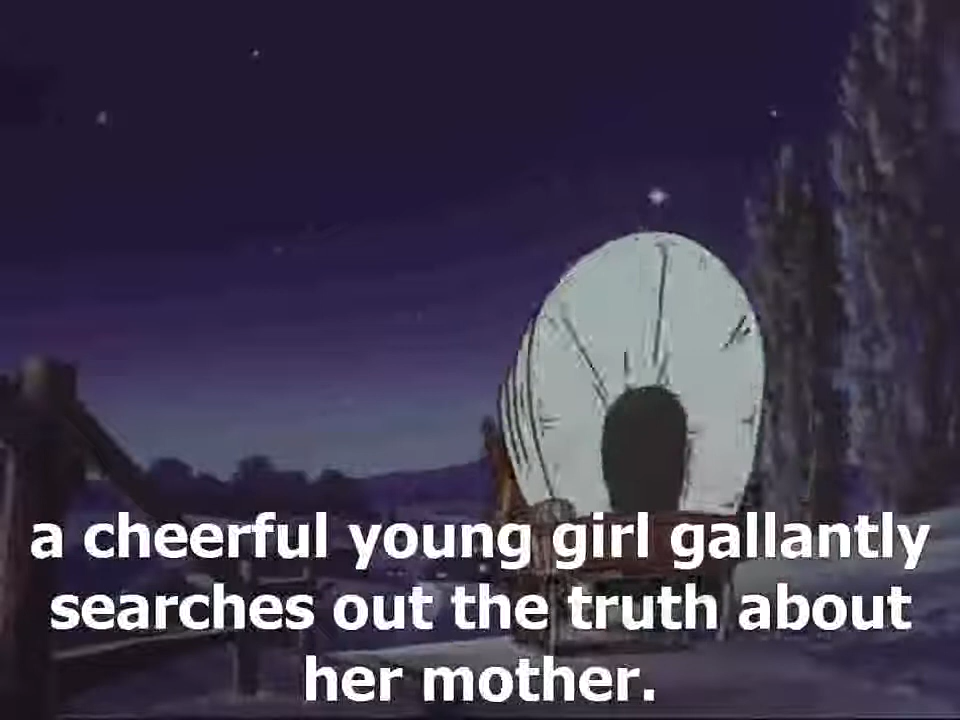 a cheerful young girl gallantly
searches out the truth about
her mother.